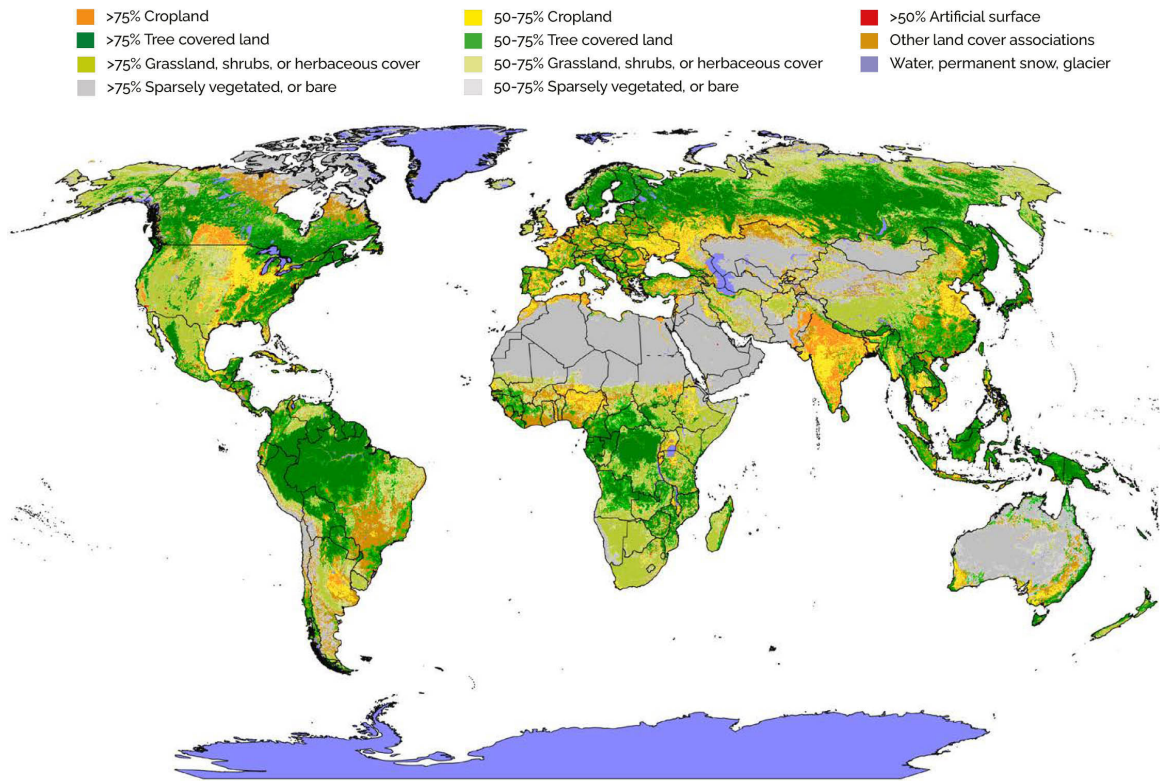 >75% Cropland
>75% Tree covered land
>75% Grassland, shrubs, or herbaceous cover
>75% Sparsely vegetated, or bare
50-75% Cropland
50-75% Tree covered land
50-75% Grassland, shrubs, or herbaceous cover
50-75% Sparsely vegetated, or bare
>50% Artificial surface
Other land cover associations
Water, permanent snow, glacier